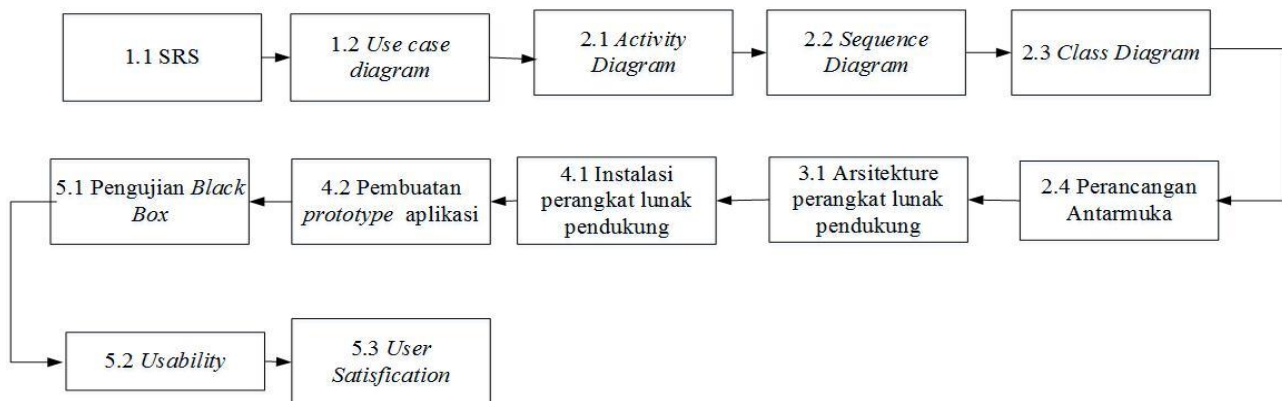 1.1 SRS
1.2 Use case
diagram
2.1 Activity
Diagram
2.2 Sequence
Diagram
2.3 Class Diagram
2.4 Perancangan
Antarmuka
3.1 Arsitekture
perangkat lunak
pendukung
4.1 Instalasi
perangkat lunak
pendukung
4.2 Pembuatan
prototype aplikasi
5.1 Pengujian Black
Box
5.2 Usability
5.3 User
Satisfication